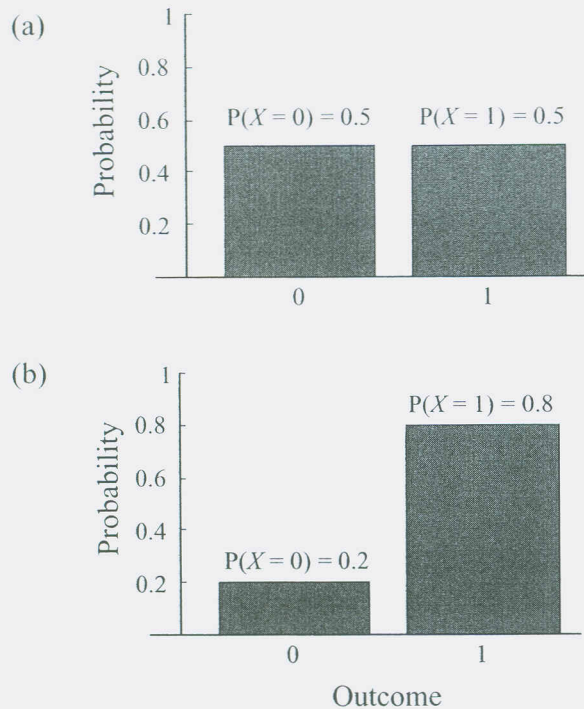 (a)
Probability
1
0.8
0.6
0.4
0.2
P(X = 0) = 0.5
P(X = 1) = 0.5
0
1
(b)
Probability
1
0.8
0.6
0.4
0.2
P(X = 1) = 0.8
P(X = 0) = 0.2
0
1
Outcome